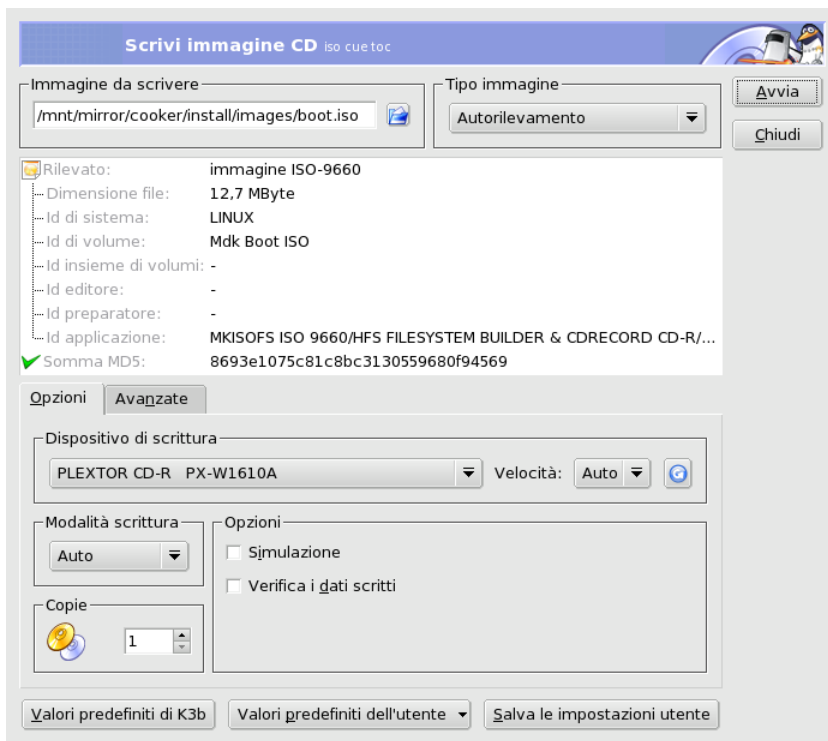 Scrivi immagine CD iso cue toc
Immagine da scrivere
/mnt/mirror/cooker/install/images/boot.iso
Tipo immagine
Autorilevamento
Avvia
Chiudi
Rilevato: immagine ISO-9660
Dimensione file: 12,7 MByte
Id di sistema: LINUX
Id di volume: Mdk Boot ISO
Id insieme di volumi: -
Id editore: -
Id preparatore: -
Id applicazione: MKISOFS ISO 9660/HFS FILESYSTEM BUILDER & CDRECORD CD-R/...
Somma MD5: 8693e1075c81c8bc3130559680f94569
Opzioni Avanzate
Dispositivo di scrittura
PLEXTOR CD-R PX-W1610A Velocità: Auto
Modalità scrittura
Auto
Opzioni
Simulazione
Verifica i dati scritti
Copie
1
Valori predefiniti di K3b Valori predefiniti dell'utente Salva le impostazioni utente